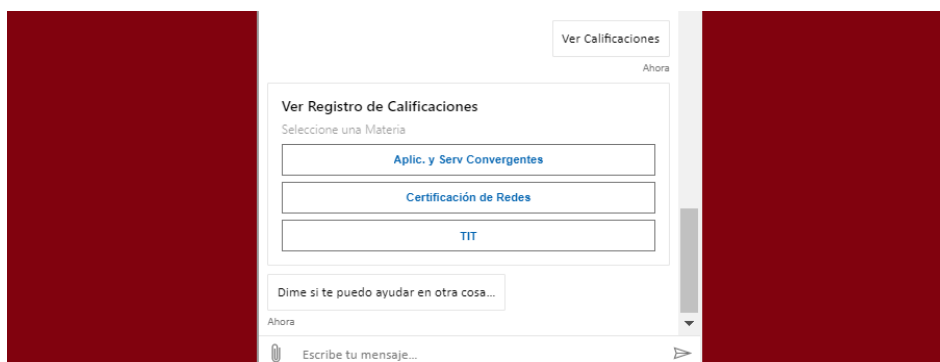 Ver Calificaciones
Ahora
Ver Registro de Calificaciones
Seleccione una Materia
Aplic. y Serv Convergentes
Certificación de Redes
TIT
Dime si te puedo ayudar en otra cosa...
Ahora
Escribe tu mensaje...